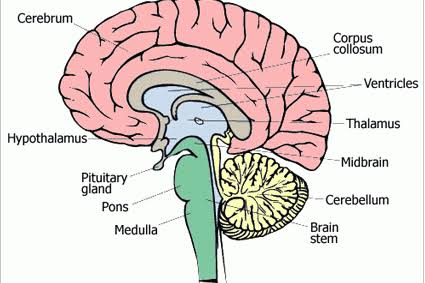 Cerebrum
Corpus
collosum
Ventricles
Thalamus
Hypothalamus
Midbrain
Pituitary
gland
Cerebellum
Pons
Brain
stem
Medulla